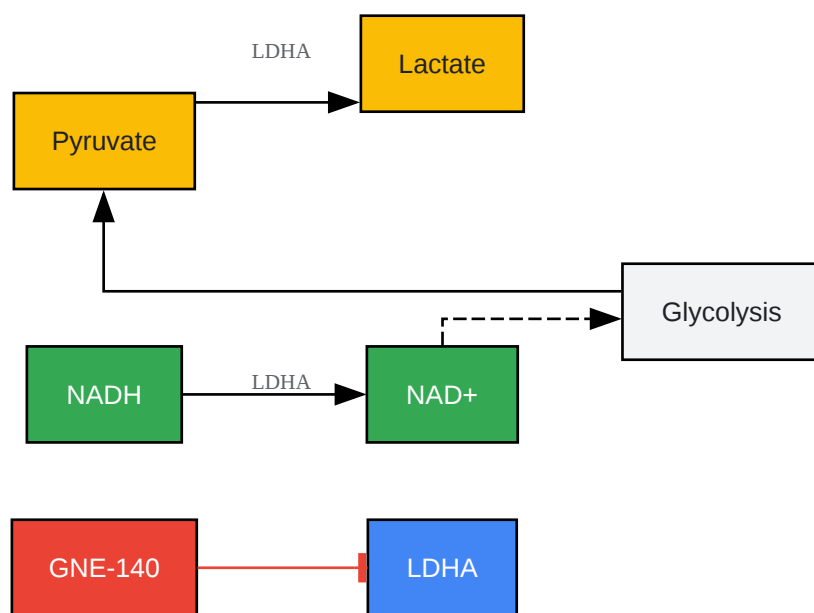 LDHA
Lactate
Pyruvate
Glycolysis
NADH
LDHA
NAD+
GNE-140
LDHA